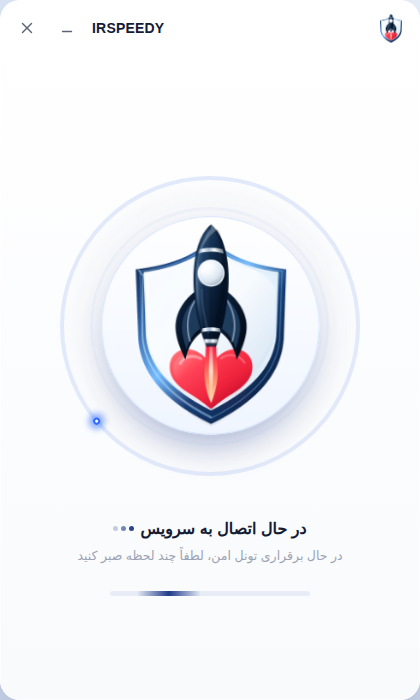 IRSPEEDY
در حال اتصال به سرویس
در حال برقراری تونل امن، لطفاً چند لحظه صبر کنید